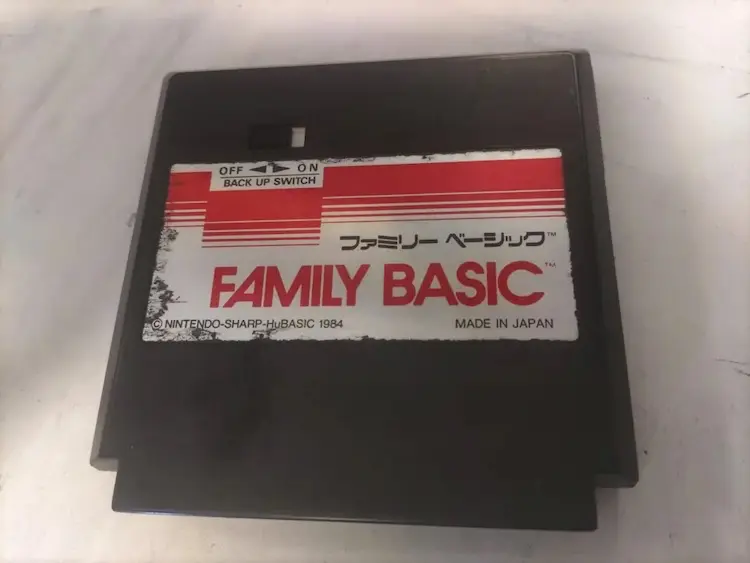 OFF ◀▶ ON
BACK UP SWITCH
ファミリー ベーシック™
FAMILY BASIC™
© NINTENDO-SHARP-HuBASIC 1984 MADE IN JAPAN